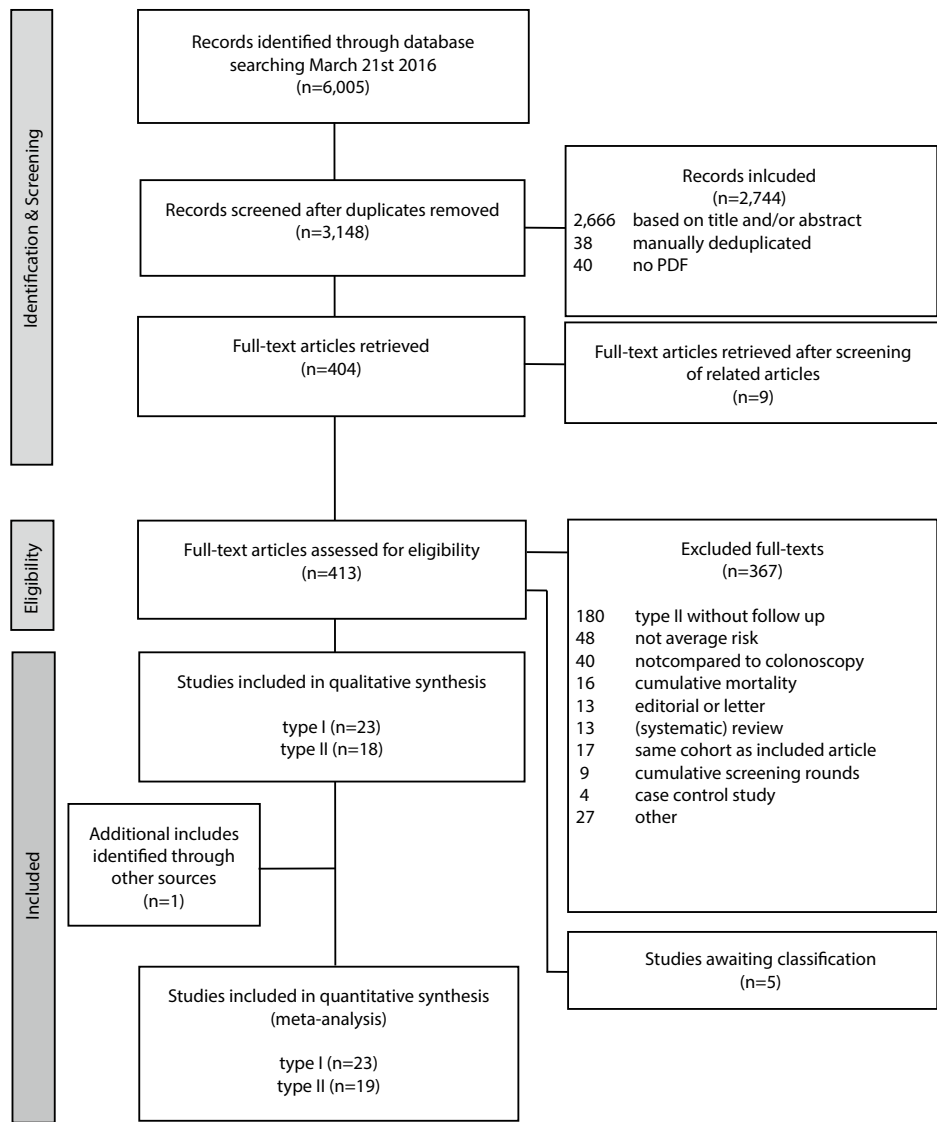 Identification & Screening
Records identified through database
searching March 21st 2016
(n=6,005)
Records screened after duplicates removed
(n=3,148)
Records inlcuded
(n=2,744)
2,666 based on title and/or abstract
38 manually deduplicated
40 no PDF
Full-text articles retrieved
(n=404)
Full-text articles retrieved after screening
of related articles
(n=9)
Eligibility
Full-text articles assessed for eligibility
(n=413)
Excluded full-texts
(n=367)
180 type II without follow up
48 not average risk
40 notcompared to colonoscopy
16 cumulative mortality
13 editorial or letter
13 (systematic) review
17 same cohort as included article
9 cumulative screening rounds
4 case control study
27 other
Included
Studies included in qualitative synthesis
type I (n=23)
type II (n=18)
Additional includes
identified through
other sources
(n=1)
Studies awaiting classification
(n=5)
Studies included in quantitative synthesis
(meta-analysis)
type I (n=23)
type II (n=19)